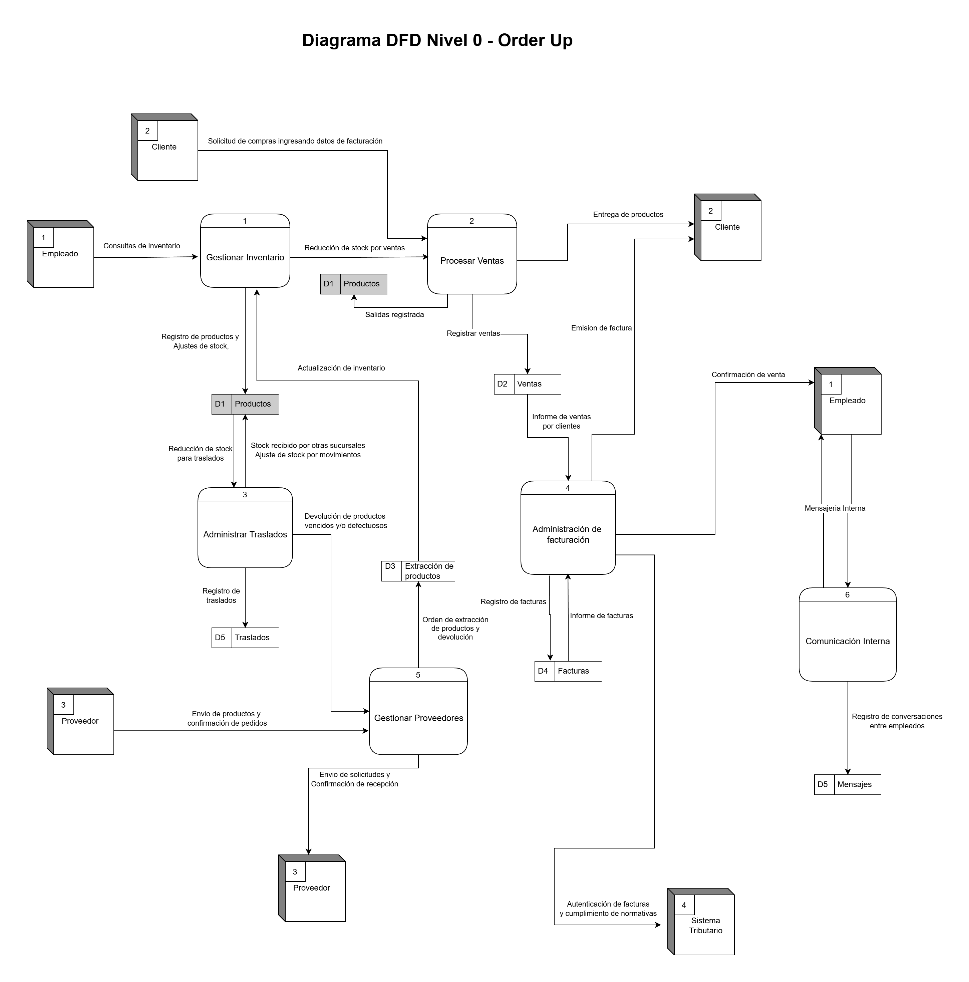 Diagrama DFD Nivel 0 - Order Up
2
Cliente
Solicitud de compras ingresando datos de facturación
1
Empleado
Consultas de inventario
1
Gestionar Inventario
Reducción de stock por ventas
2
Procesar Ventas
Entrega de productos
2
Cliente
D1 Productos
Salidas registrada
Registrar ventas
Emision de factura
Registro de productos y
Ajustes de stock.
Actualización de inventario
D2 Ventas
Confirmación de venta
1
Empleado
D1 Productos
Informe de ventas
por clientes
Reducción de stock
para traslados
Stock recibido por otras sucursales
Ajuste de stock por movimientos.
3
Administrar Traslados
Devolución de productos
vencidos y/o defectuosos
4
Administración de
facturación
Mensajeria Interna
D3 Extracción de
productos
Registro de
traslados
D5 Traslados
Orden de extracción
de productos y
devolución
Registro de facturas
Informe de facturas
D4 Facturas
6
Comunicación Interna
3
Proveedor
Envio de productos y
confirmación de pedidos
5
Gestionar Proveedores
Registro de conversaciones
entre empleados
D5 Mensajes
Envio de solicitudes y
Confirmación de recepción
3
Proveedor
Autenticación de facturas
y cumplimiento de normativas
4
Sistema
Tributario